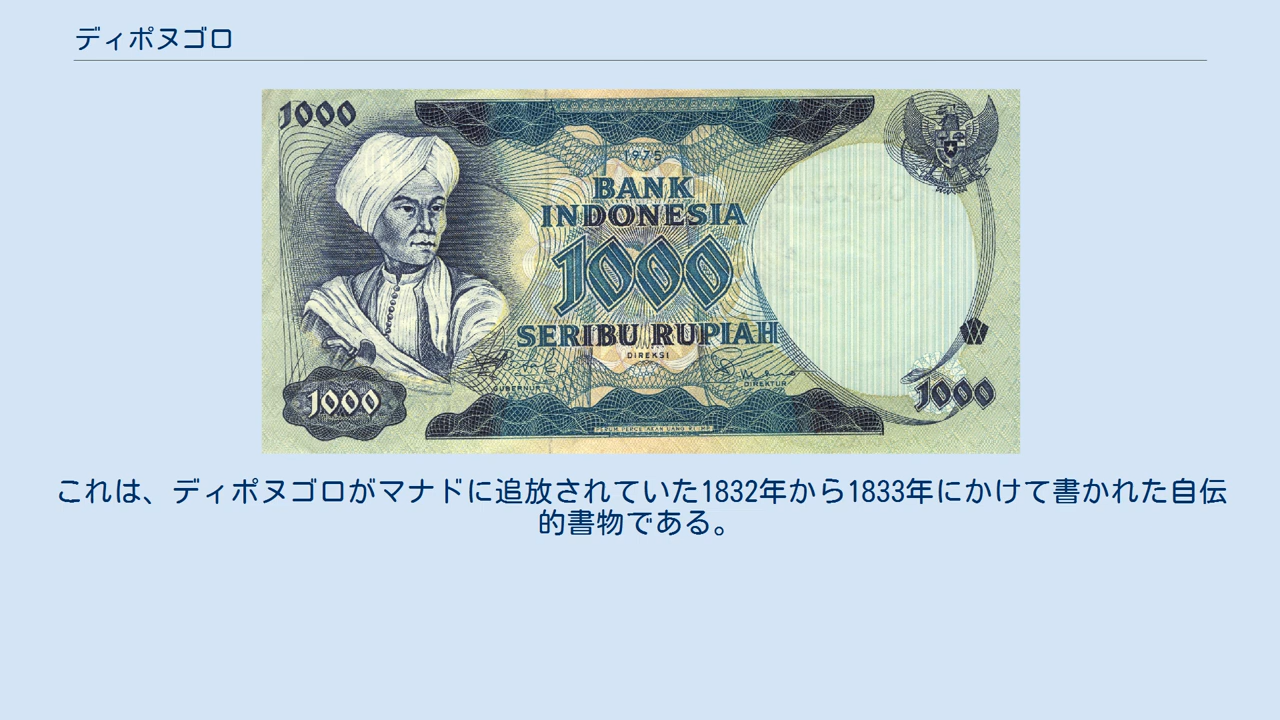 ディポヌゴロ
1000
1975
BANK
INDONESIA
1000
SERIBU RUPIAH
DIREKSI
GUBERNUR
DIREKTUR
1000
1000
これは、ディポヌゴロがマナドに追放されていた1832年から1833年にかけて書かれた自伝
的書物である。